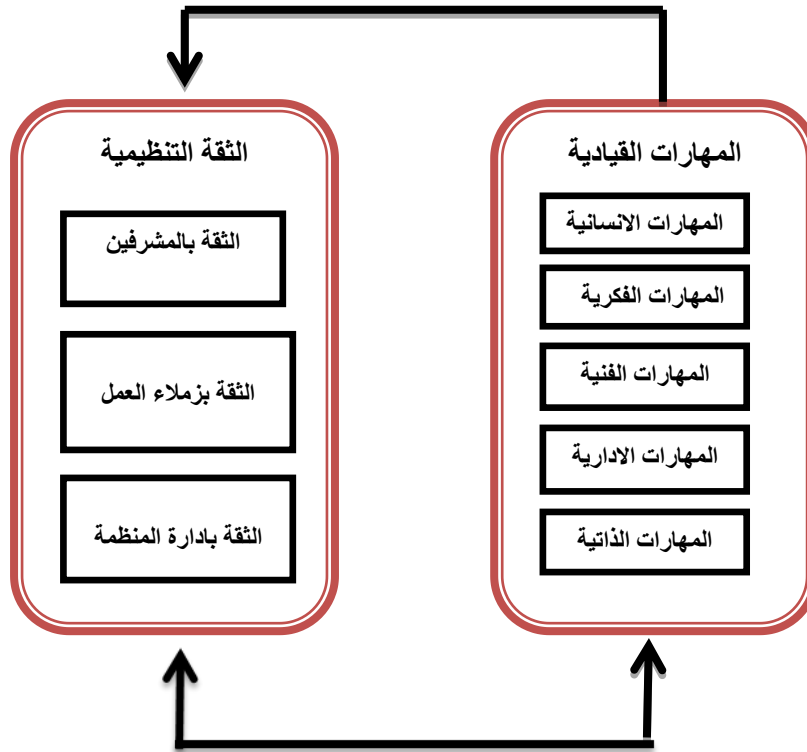 المهارات القيادية
المهارات الانسانية
المهارات الفكرية
المهارات الفنية
المهارات الادارية
المهارات الذاتية
الثقة التنظيمية
الثقة بالمشرفين
الثقة بزملاء العمل
الثقة بادارة المنظمة